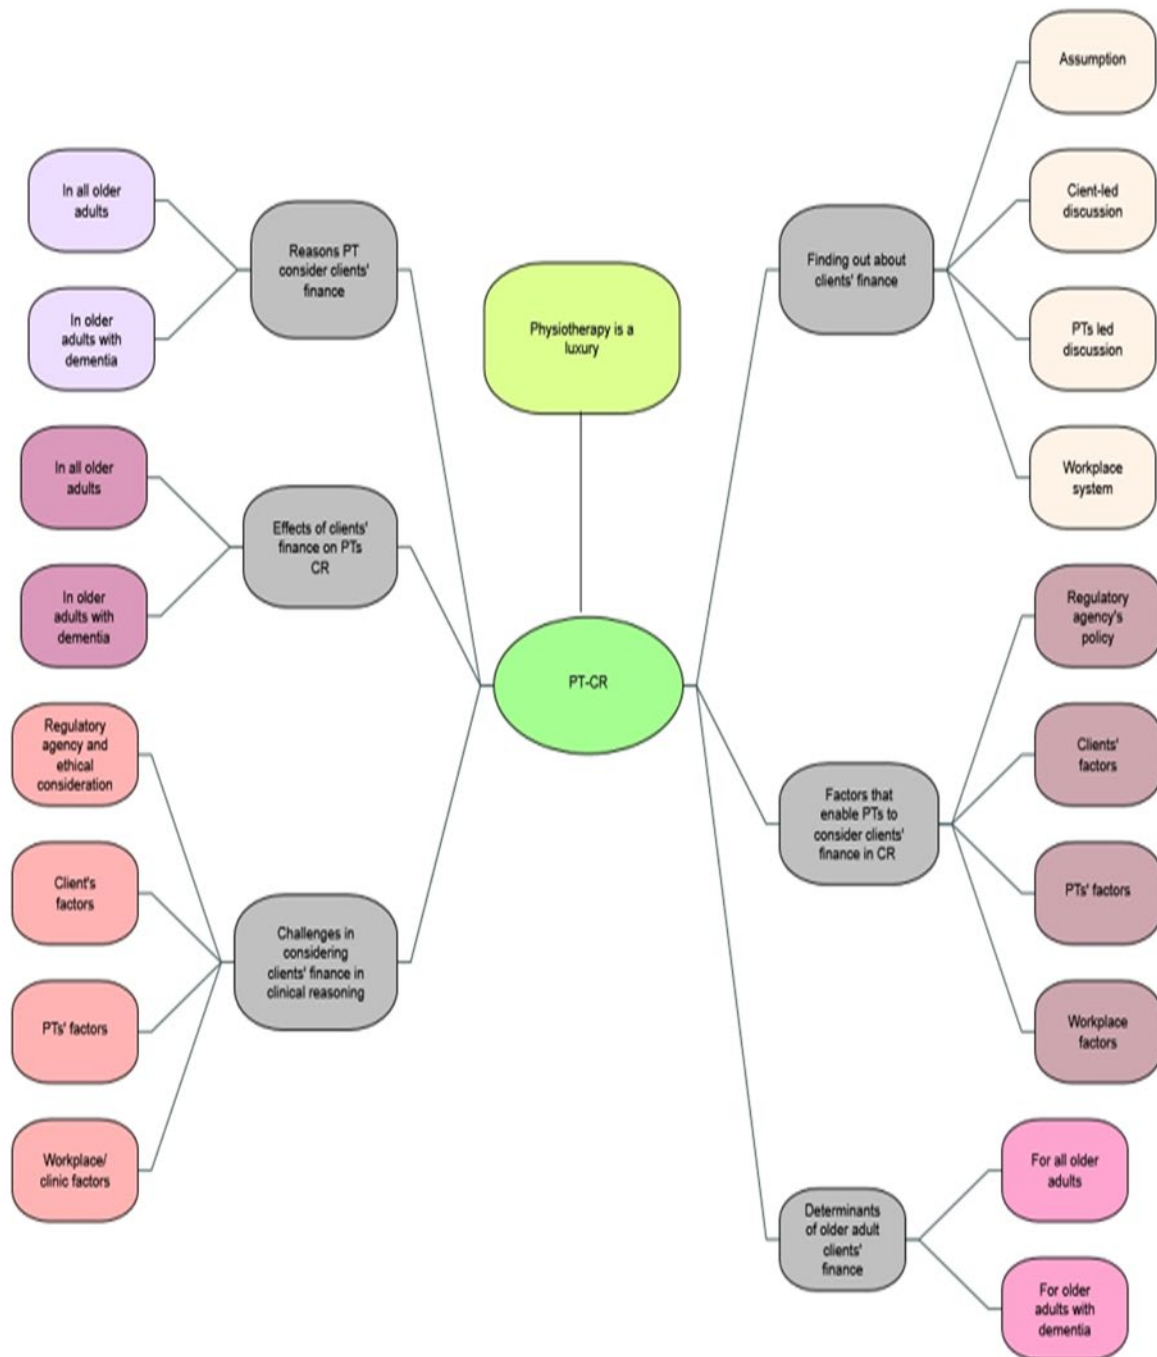 In all older
adults
In older
adults with
dementia
Reasons PT
consider clients'
finance
In all older
adults
In older
adults with
dementia
Effects of clients'
finance on PTs
CR
Regulatory
agency and
ethical
consideration
Client's
factors
PTs' factors
Workplace/
clinic factors
Challenges in
considering
clients' finance in
clinical reasoning
Physiotherapy is a
luxury
PT-CR
Finding out about
clients' finance
Assumption
Cient-led
discussion
PTs led
discussion
Workplace
system
Factors that
enable PTs to
consider clients'
finance in CR
Regulatory
agency's
policy
Clients'
factors
PTs' factors
Workplace
factors
Determinants
of older adult
clients'
finance
For all older
adults
For older
adults with
dementia